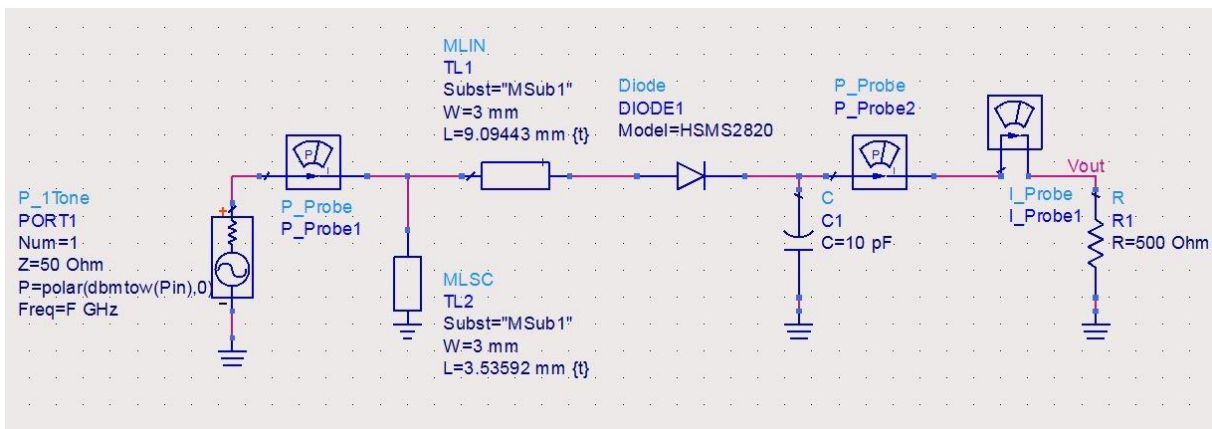 P_1Tone
PORT1
Num=1
Z=50 Ohm
P=polar(dbmtow(Pin),0)
Freq=F GHz
+
-
P
I
P_Probe
P_Probe1
MLIN
TL1
Subst="MSub1"
W=3 mm
L=9.09443 mm {t}
MLSC
TL2
Subst="MSub1"
W=3 mm
L=3.53592 mm {t}
Diode
DIODE1
Model=HSMS2820
C
C1
C=10 pF
P_Probe
P_Probe2
P
I
I_Probe
I_Probe1
Vout
R
R1
R=500 Ohm